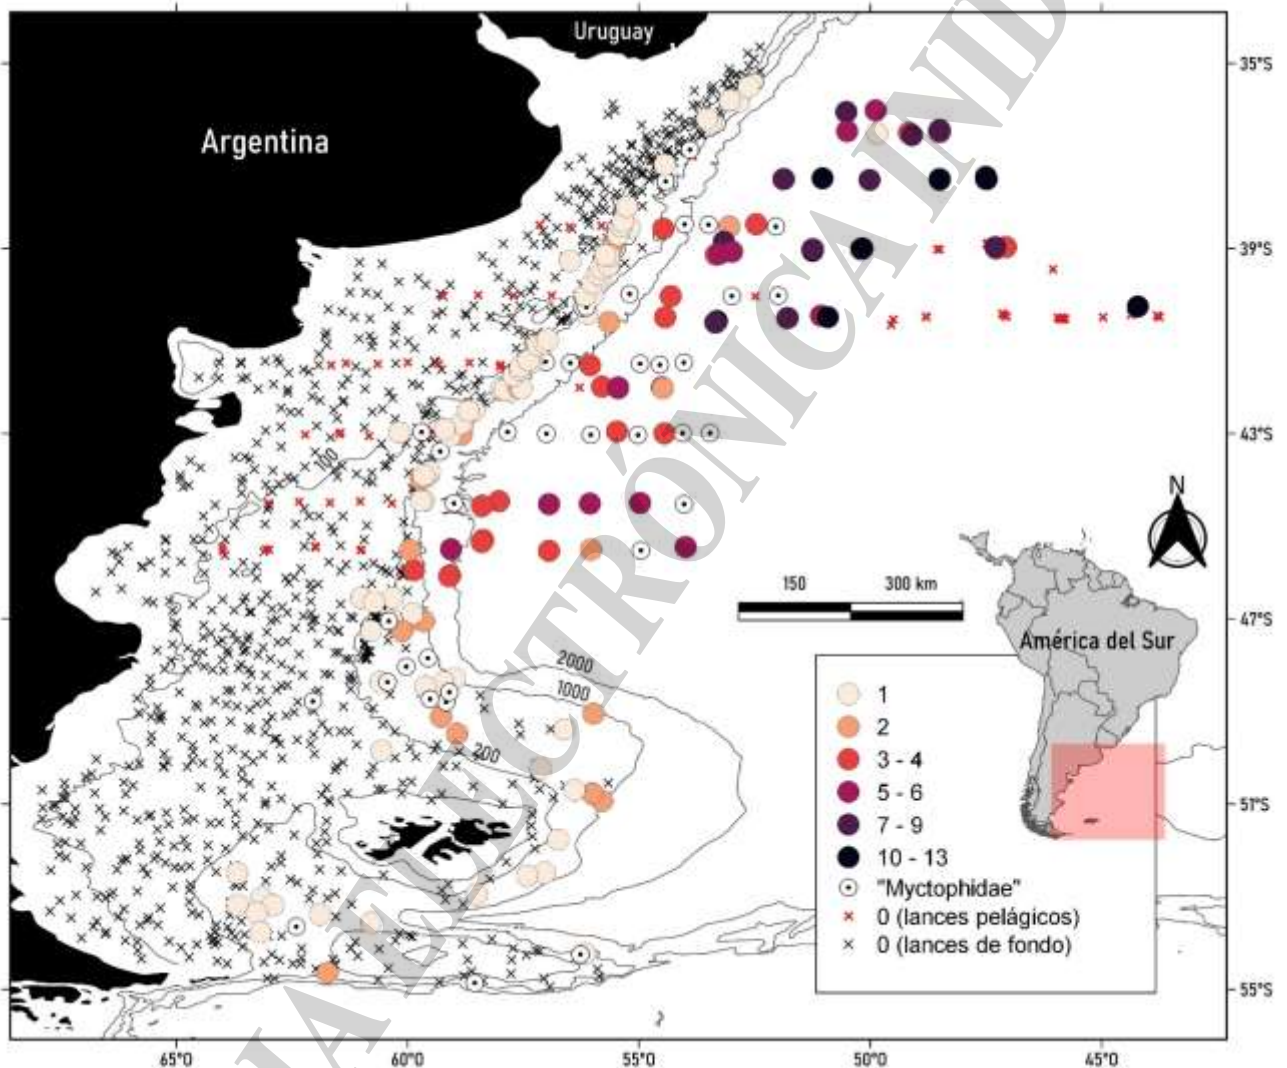 Uruguay
35°S
Argentina
39°S
43°S
100
N
150 300 km
47°S
América del Sur
2000
1000
200
1
2
3 - 4
5 - 6
7 - 9
10 - 13
"Myctophidae"
0 (lances pelágicos)
0 (lances de fondo)
51°S
55°S
65°O 60°O 55°O 50°O 45°O